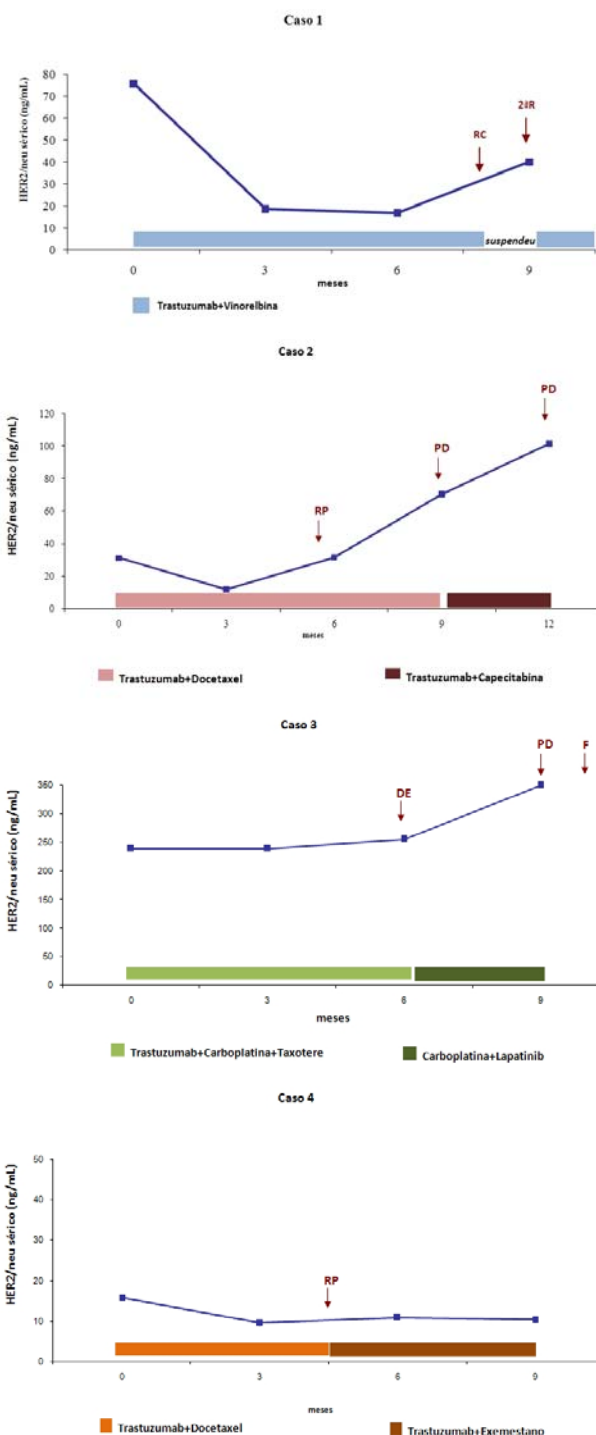 Caso 1
HER2/neu sérico (ng/mL)
80
70
60
50
40
30
20
10
0
RC
2ªR
suspendeu
0
3
6
9
meses
Trastuzumab+Vinorelbina
Caso 2
HER2/neu sérico (ng/mL)
120
100
80
60
40
20
0
RP
PD
PD
0
3
6
9
12
meses
Trastuzumab+Docetaxel
Trastuzumab+Capecitabina
Caso 3
HER2/neu sérico (ng/mL)
350
300
250
200
150
100
50
0
DE
PD
F
0
3
6
9
meses
Trastuzumab+Carboplatina+Taxotere
Carboplatina+Lapatinib
Caso 4
HER2/neu sérico (ng/mL)
50
40
30
20
10
0
RP
0
3
6
9
meses
Trastuzumab+Docetaxel
Trastuzumab+Exemestano